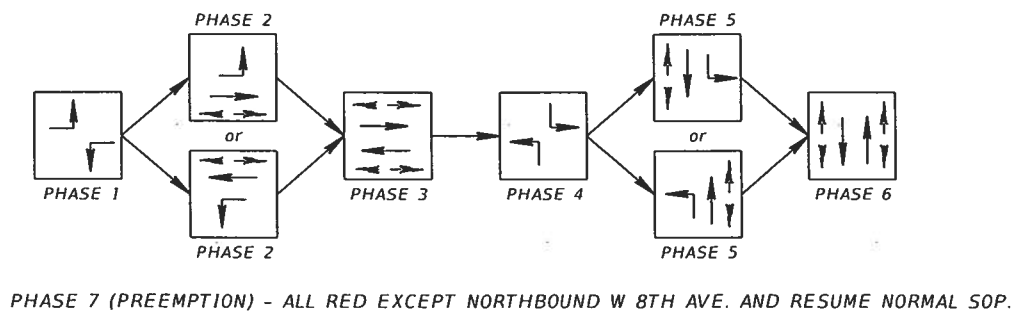 PHASE 2
PHASE 5
or
or
PHASE 1
PHASE 3
PHASE 4
PHASE 6
PHASE 2
PHASE 5
PHASE 7 (PREEMPTION) - ALL RED EXCEPT NORTHBOUND W 8TH AVE. AND RESUME NORMAL SOP.